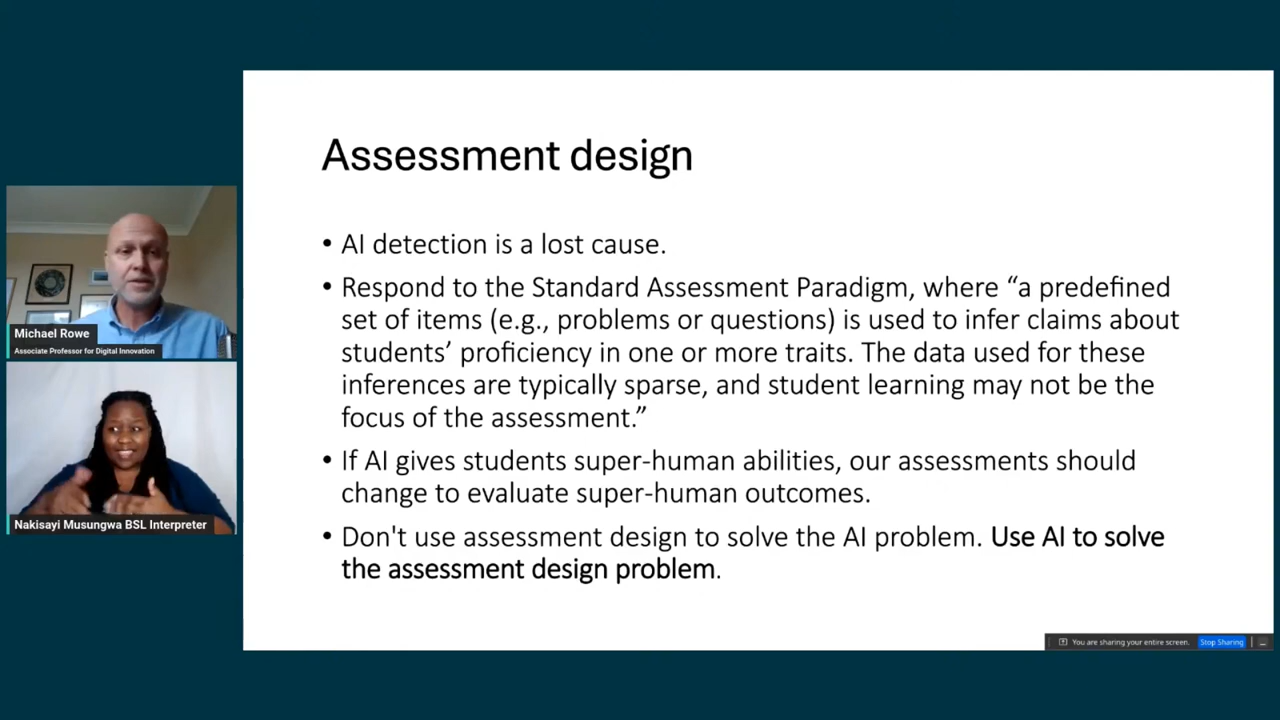 Assessment design
• AI detection is a lost cause.
• Respond to the Standard Assessment Paradigm, where “a predefined
set of items (e.g., problems or questions) is used to infer claims about
students’ proficiency in one or more traits. The data used for these
inferences are typically sparse, and student learning may not be the
focus of the assessment.”
• If AI gives students super-human abilities, our assessments should
change to evaluate super-human outcomes.
• Don't use assessment design to solve the AI problem. Use AI to solve
the assessment design problem.
Michael Rowe
Associate Professor for Digital Innovation
Nakisayi Musungwa BSL Interpreter
You are sharing your entire screen. Stop Sharing